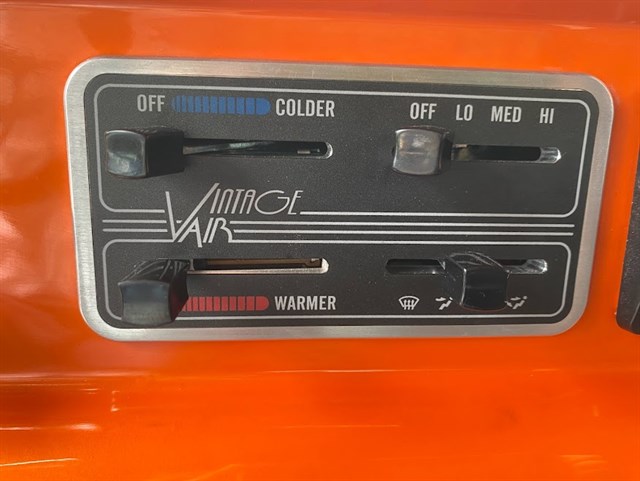 OFF COLDER OFF LO MED HI
VINTAGE
AIR
WARMER